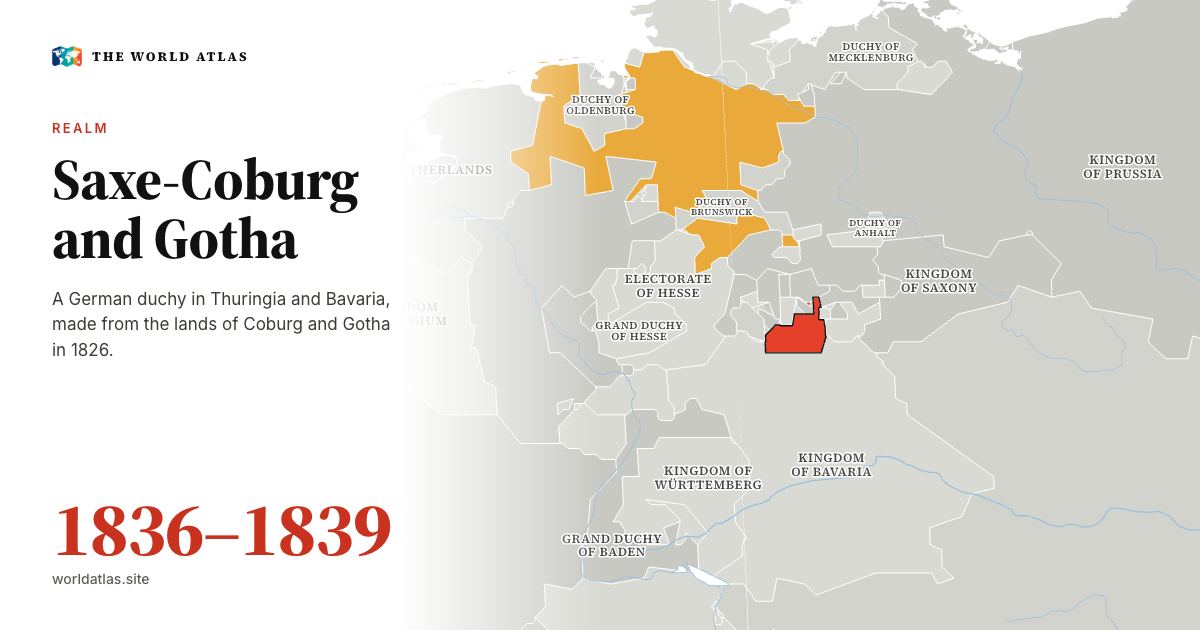 THE WORLD ATLAS
REALM
Saxe-Coburg
and Gotha
A German duchy in Thuringia and Bavaria,
made from the lands of Coburg and Gotha
in 1826.
1836–1839
worldatlas.site
DUCHY OF
MECKLENBURG
DUCHY OF
OLDENBURG
THERLANDS
KINGDOM
OF PRUSSIA
DUCHY OF
BRUNSWICK
DUCHY OF
ANHALT
ELECTORATE
OF HESSE
KINGDOM
OF SAXONY
DOM
LGIUM
GRAND DUCHY
OF HESSE
KINGDOM OF
WÜRTTEMBERG
KINGDOM
OF BAVARIA
GRAND DUCHY
OF BADEN